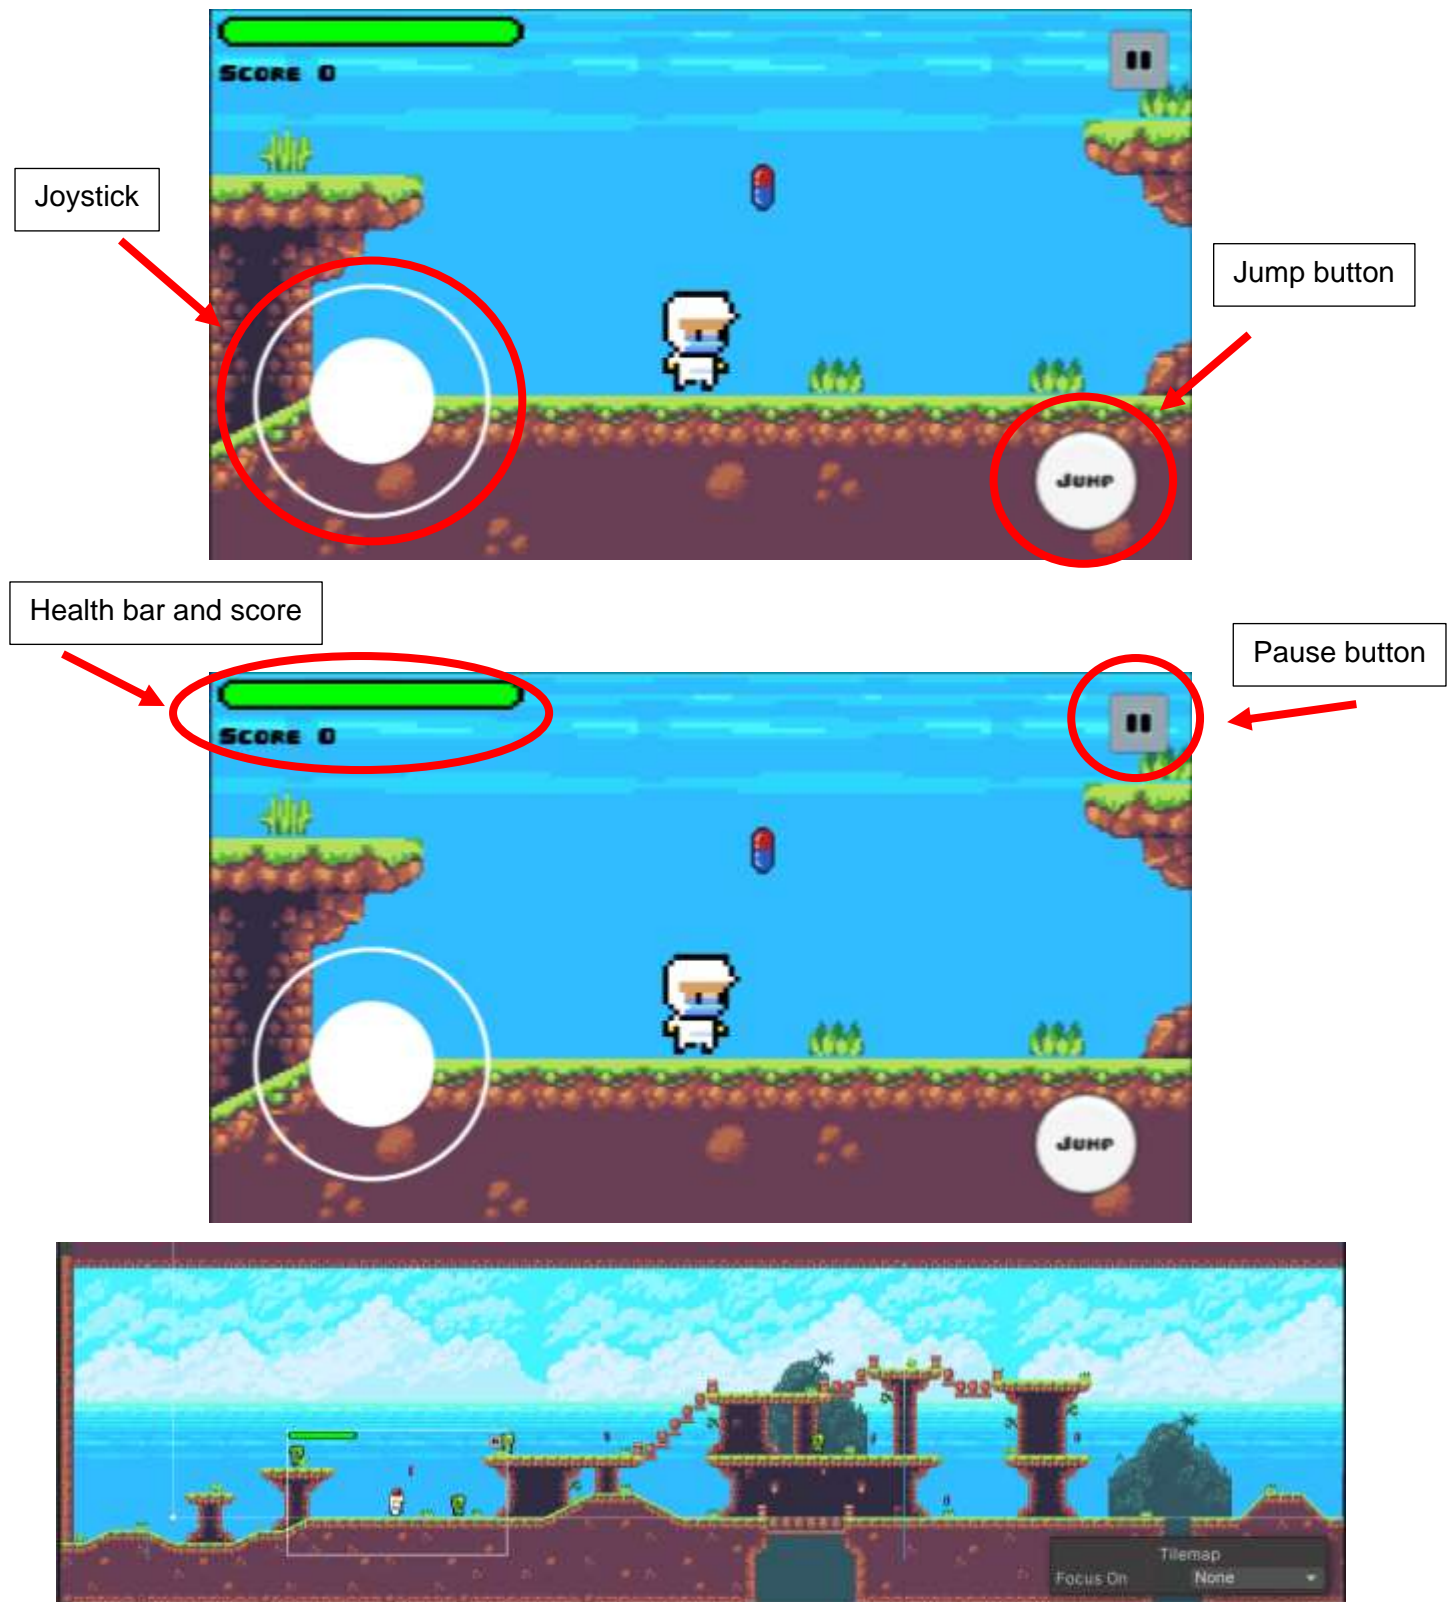 SCORE 0
Joystick
Jump button
JUMP
Health bar and score
Pause button
SCORE 0
JUMP
Tilemap
Focus On None